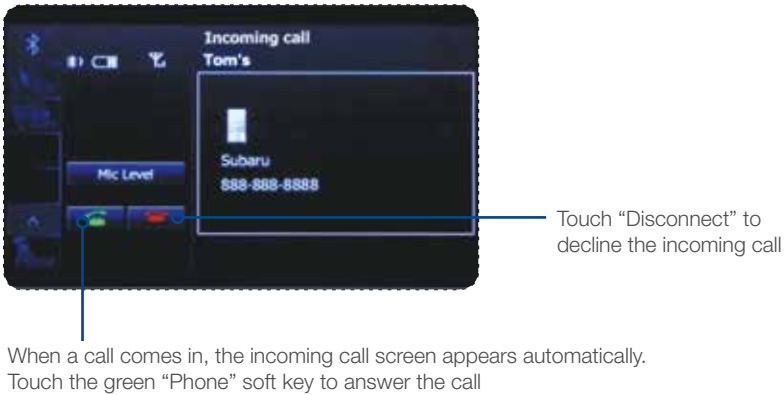 Incoming call
Tom's
Subaru
Mic Level
888-888-8888
Touch “Disconnect” to
decline the incoming call
When a call comes in, the incoming call screen appears automatically.
Touch the green “Phone” soft key to answer the call